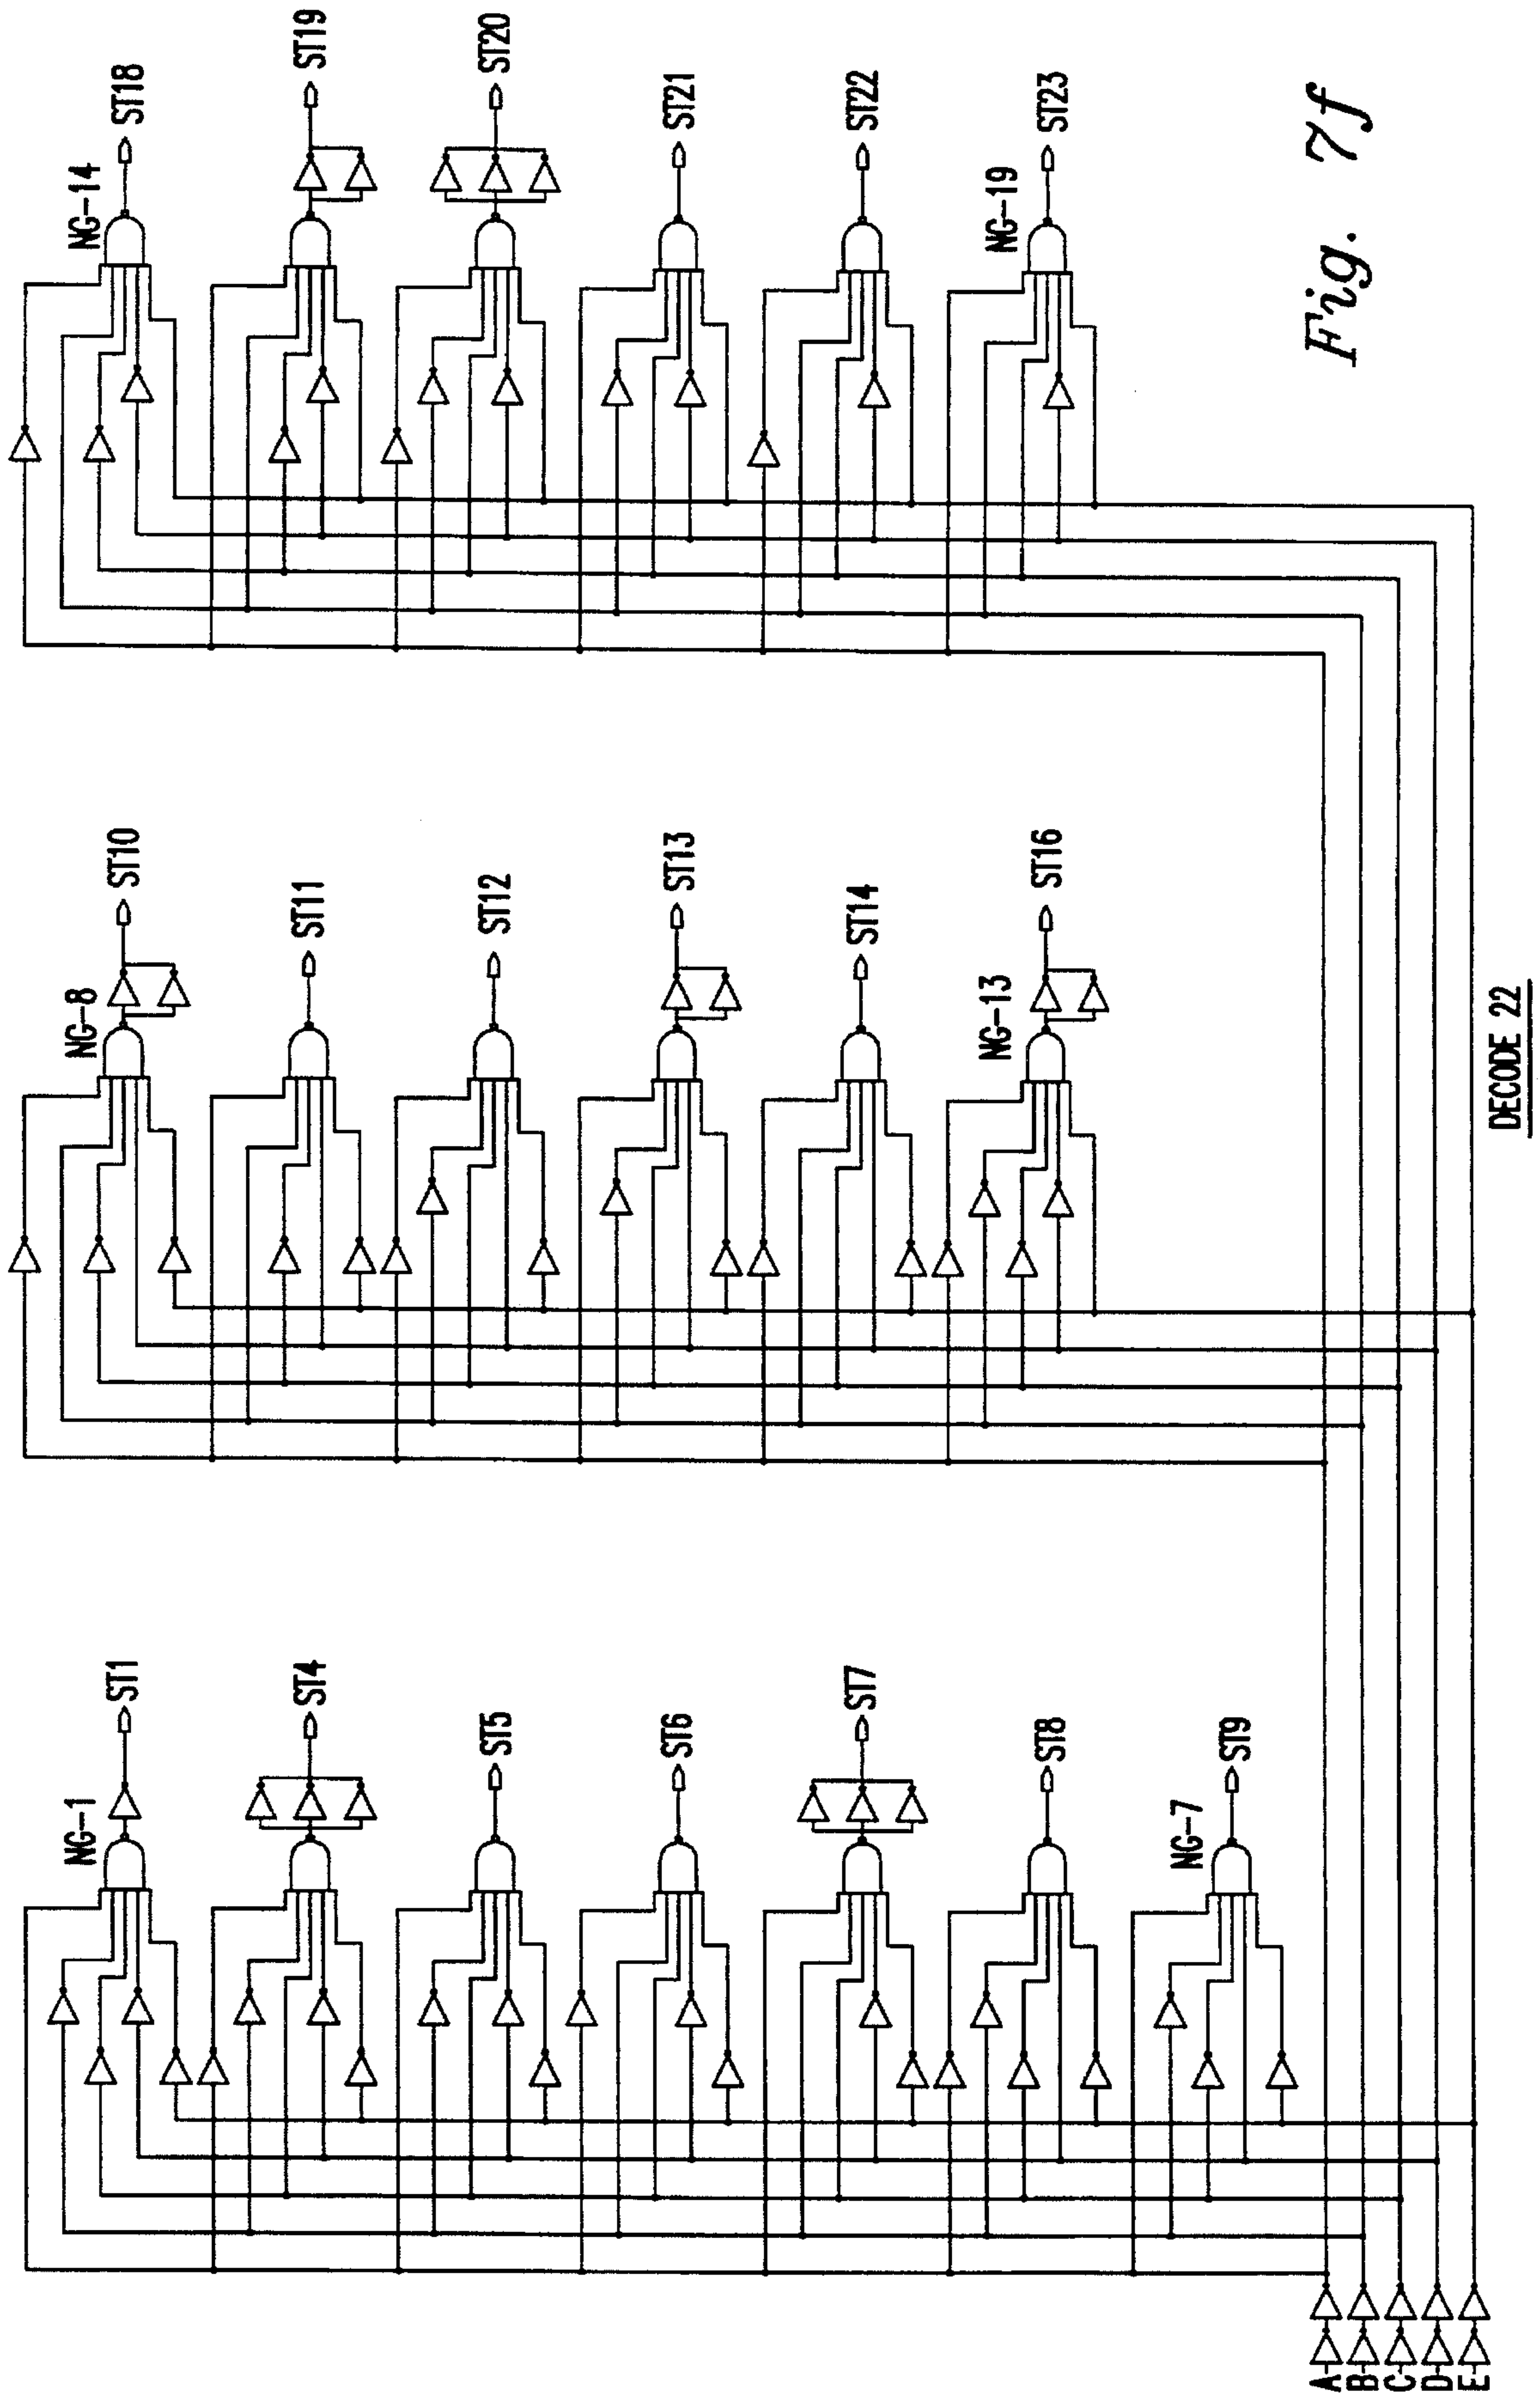 NG-1
ST1
ST4
ST5
ST6
ST7
ST8
NG-7
ST9
NG-8
ST10
ST11
ST12
ST13
ST14
NG-13
ST16
NG-14
ST18
ST19
ST20
ST21
ST22
NG-19
ST23
A
B
C
D
E
DECODE 22
Fig. 7f